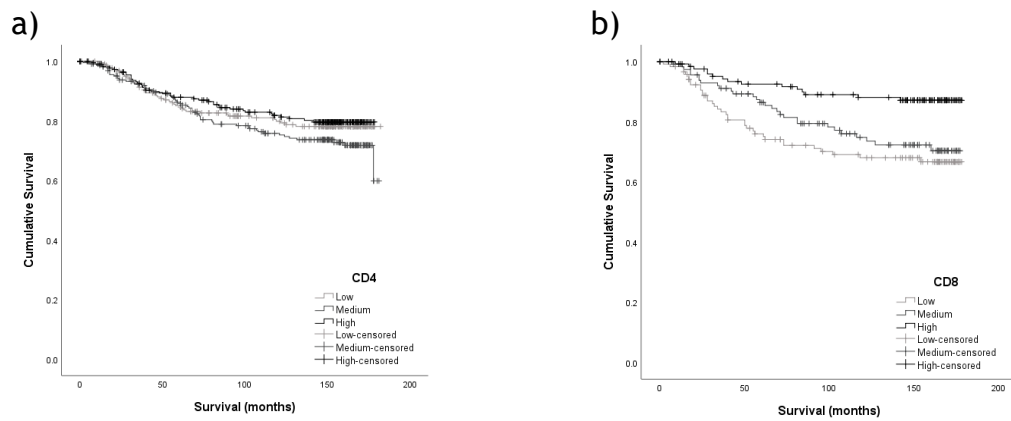 a)
1.0
0.8
0.6
0.4
0.2
0.0
Cumulative Survival
CD4
Low
Medium
High
Low-censored
Medium-censored
High-censored
0 50 100 150 200
Survival (months)
b)
1.0
0.8
0.6
0.4
0.2
0.0
Cumulative Survival
CD8
Low
Medium
High
Low-censored
Medium-censored
High-censored
0 50 100 150 200
Survival (months)